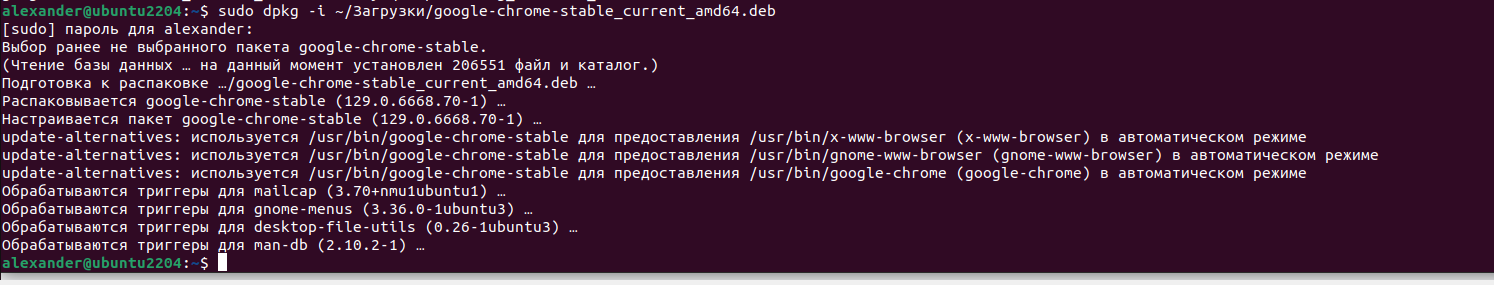 alexander@ubuntu2204:~$ sudo dpkg -i ~/Загрузки/google-chrome-stable_current_amd64.deb
[sudo] пароль для alexander:
Выбор ранее не выбранного пакета google-chrome-stable.
(Чтение базы данных … на данный момент установлен 206551 файл и каталог.)
Подготовка к распаковке …/google-chrome-stable_current_amd64.deb …
Распаковывается google-chrome-stable (129.0.6668.70-1) …
Настраивается пакет google-chrome-stable (129.0.6668.70-1) …
update-alternatives: используется /usr/bin/google-chrome-stable для предоставления /usr/bin/x-www-browser (x-www-browser) в автоматическом режиме
update-alternatives: используется /usr/bin/google-chrome-stable для предоставления /usr/bin/gnome-www-browser (gnome-www-browser) в автоматическом режиме
update-alternatives: используется /usr/bin/google-chrome-stable для предоставления /usr/bin/google-chrome (google-chrome) в автоматическом режиме
Обрабатываются триггеры для mailcap (3.70+nmu1ubuntu1) …
Обрабатываются триггеры для gnome-menus (3.36.0-1ubuntu3) …
Обрабатываются триггеры для desktop-file-utils (0.26-1ubuntu3) …
Обрабатываются триггеры для man-db (2.10.2-1) …
alexander@ubuntu2204:~$